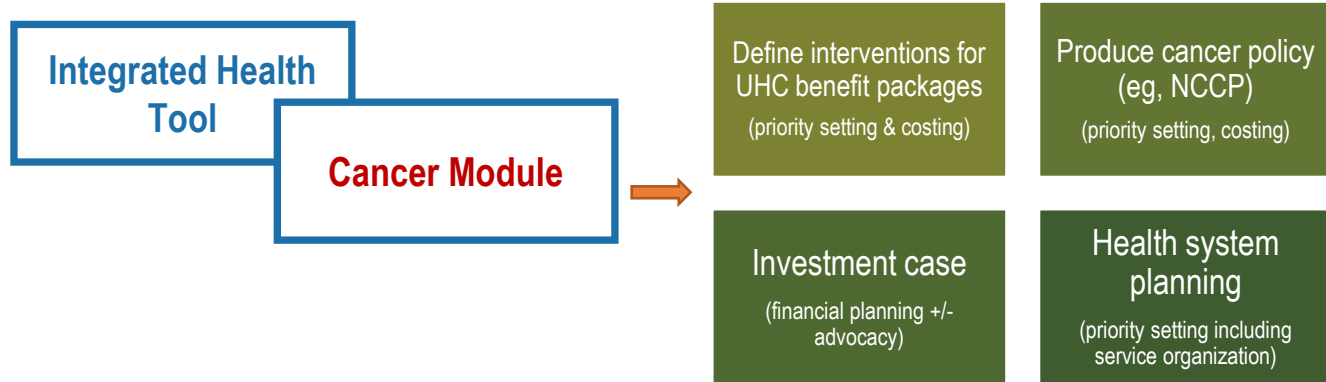 Integrated Health
Tool
Cancer Module
Define interventions for
UHC benefit packages
(priority setting & costing)
Produce cancer policy
(eg, NCCP)
(priority setting, costing)
Investment case
(financial planning +/-
advocacy)
Health system
planning
(priority setting including
service organization)